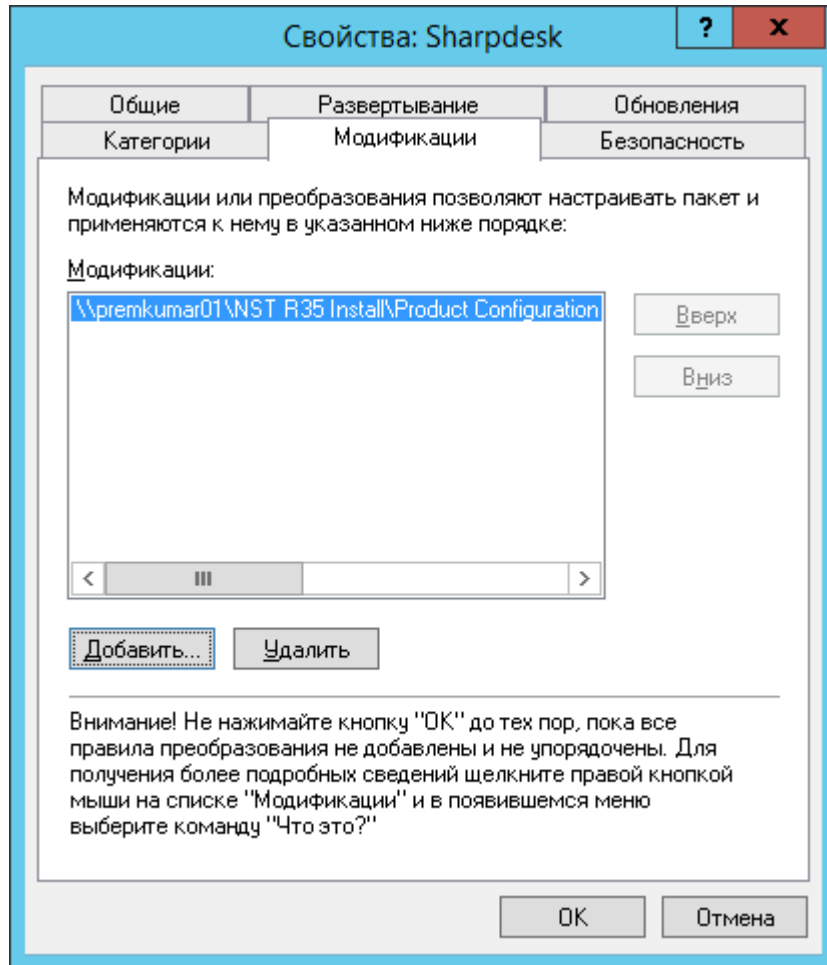 Свойства: Sharpdesk
?
x
Общие
Развертывание
Обновления
Категории
Модификации
Безопасность
Модификации или преобразования позволяют настраивать пакет и
применяются к нему в указанном ниже порядке:
Модификации:
\\premkumar01\NST R35 Install\Product Configuration
Вверх
Вниз
Добавить...
Удалить
Внимание! Не нажимайте кнопку "ОК" до тех пор, пока все
правила преобразования не добавлены и не упорядочены. Для
получения более подробных сведений щелкните правой кнопкой
мыши на списке "Модификации" и в появившемся меню
выберите команду "Что это?"
ОК
Отмена